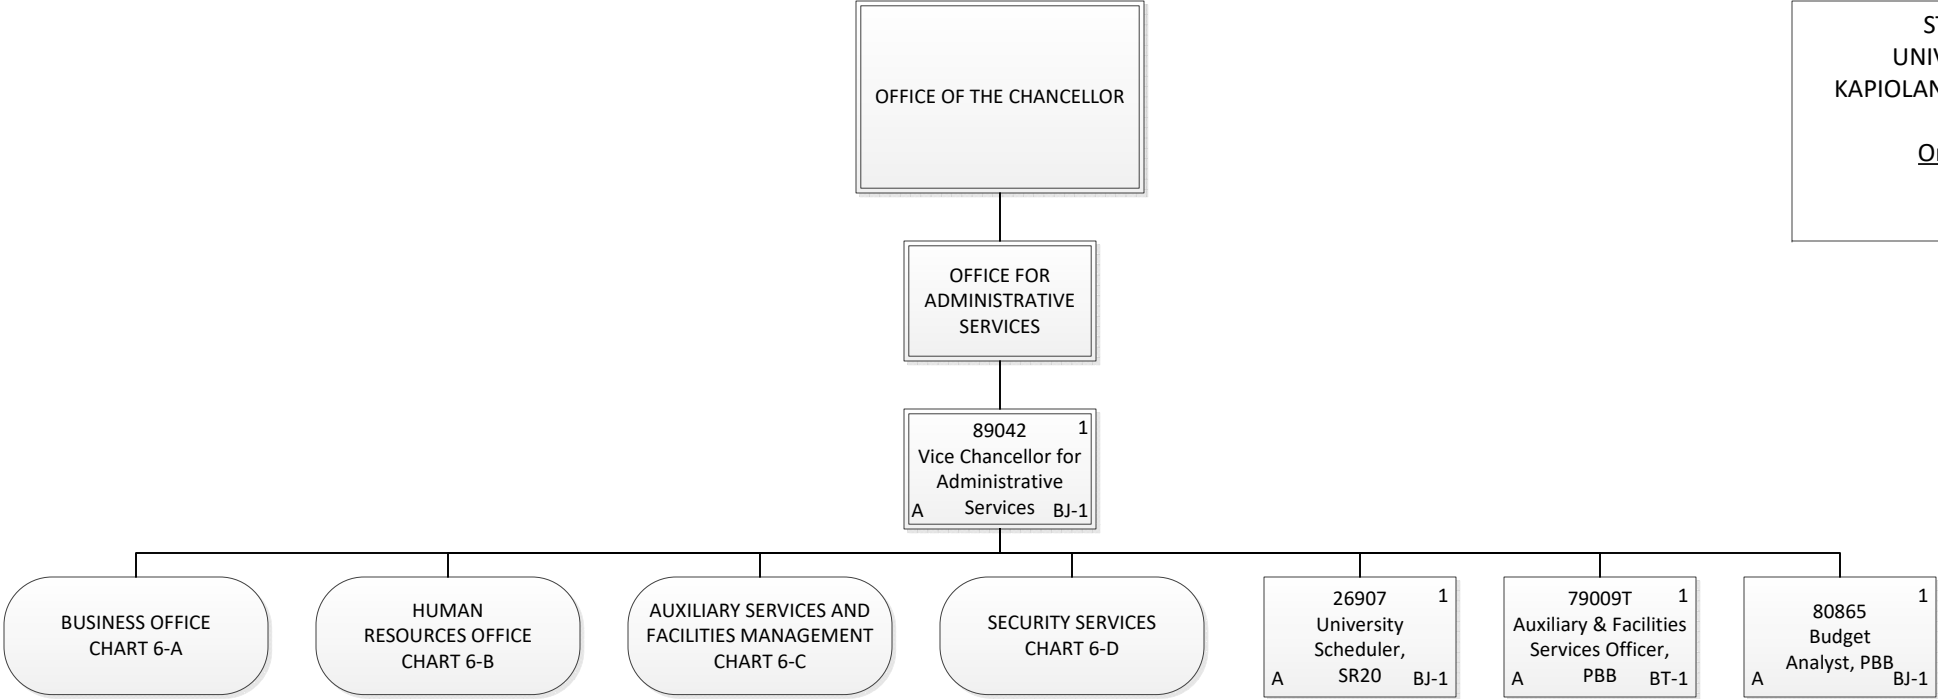 OFFICE OF THE CHANCELLOR
KAPIOLAN
OFFICE FOR
ADMINISTRATIVE
SERVICES
89042 1
Vice Chancellor for
Administrative
Services
A BJ-1
BUSINESS OFFICE
CHART 6-A
HUMAN
RESOURCES OFFICE
CHART 6-B
AUXILIARY SERVICES AND
FACILITIES MANAGEMENT
CHART 6-C
SECURITY SERVICES
CHART 6-D
26907 1
University
Scheduler,
SR20
A BJ-1
79009T 1
Auxiliary & Facilities
Services Officer,
PBB
A BT-1
80865 1
Budget
Analyst, PBB
A BJ-1